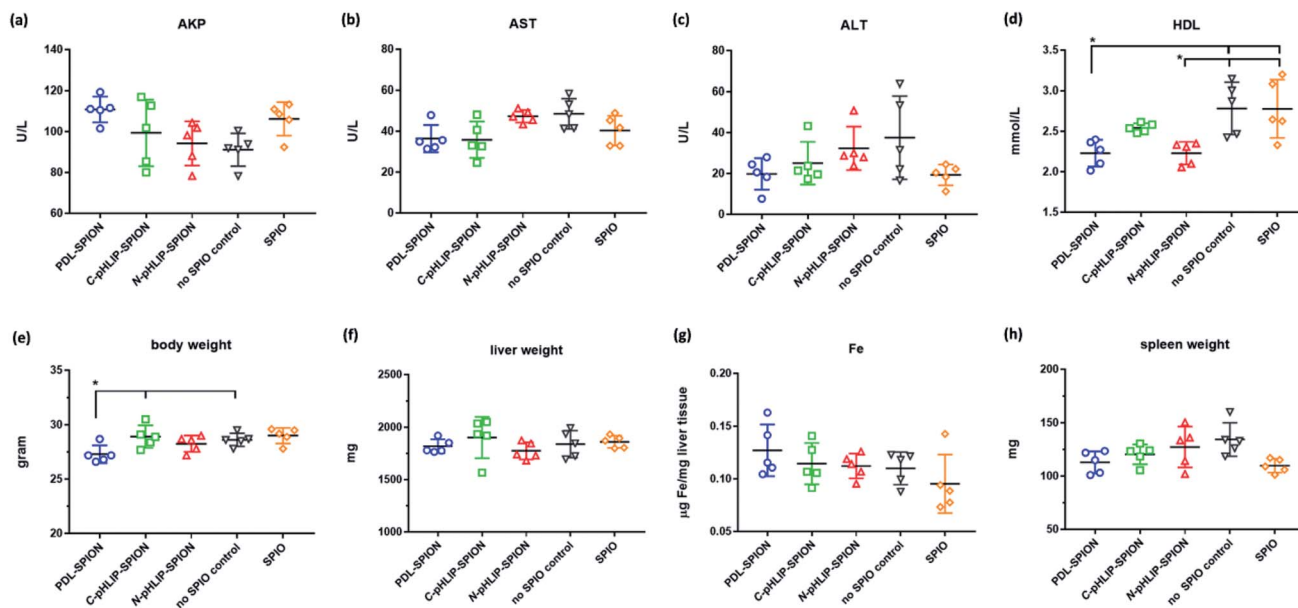 (a)
AKP
U/L
140
120
100
80
60
PDL-SPION
C-pHLIP-SPION
N-pHLIP-SPION
no SPIO control
SPIO
(b)
AST
U/L
80
60
40
20
0
PDL-SPION
C-pHLIP-SPION
N-pHLIP-SPION
no SPIO control
SPIO
(c)
ALT
U/L
80
60
40
20
0
PDL-SPION
C-pHLIP-SPION
N-pHLIP-SPION
no SPIO control
SPIO
(d)
HDL
mmol/L
3.5
3.0
2.5
2.0
1.5
*
*
PDL-SPION
C-pHLIP-SPION
N-pHLIP-SPION
no SPIO control
SPIO
(e)
body weight
gram
35
30
25
20
*
PDL-SPION
C-pHLIP-SPION
N-pHLIP-SPION
no SPIO control
SPIO
(f)
liver weight
mg
2500
2000
1500
1000
PDL-SPION
C-pHLIP-SPION
N-pHLIP-SPION
no SPIO control
SPIO
(g)
Fe
µg Fe/mg liver tissue
0.20
0.15
0.10
0.05
PDL-SPION
C-pHLIP-SPION
N-pHLIP-SPION
no SPIO control
SPIO
(h)
spleen weight
mg
200
150
100
50
PDL-SPION
C-pHLIP-SPION
N-pHLIP-SPION
no SPIO control
SPIO